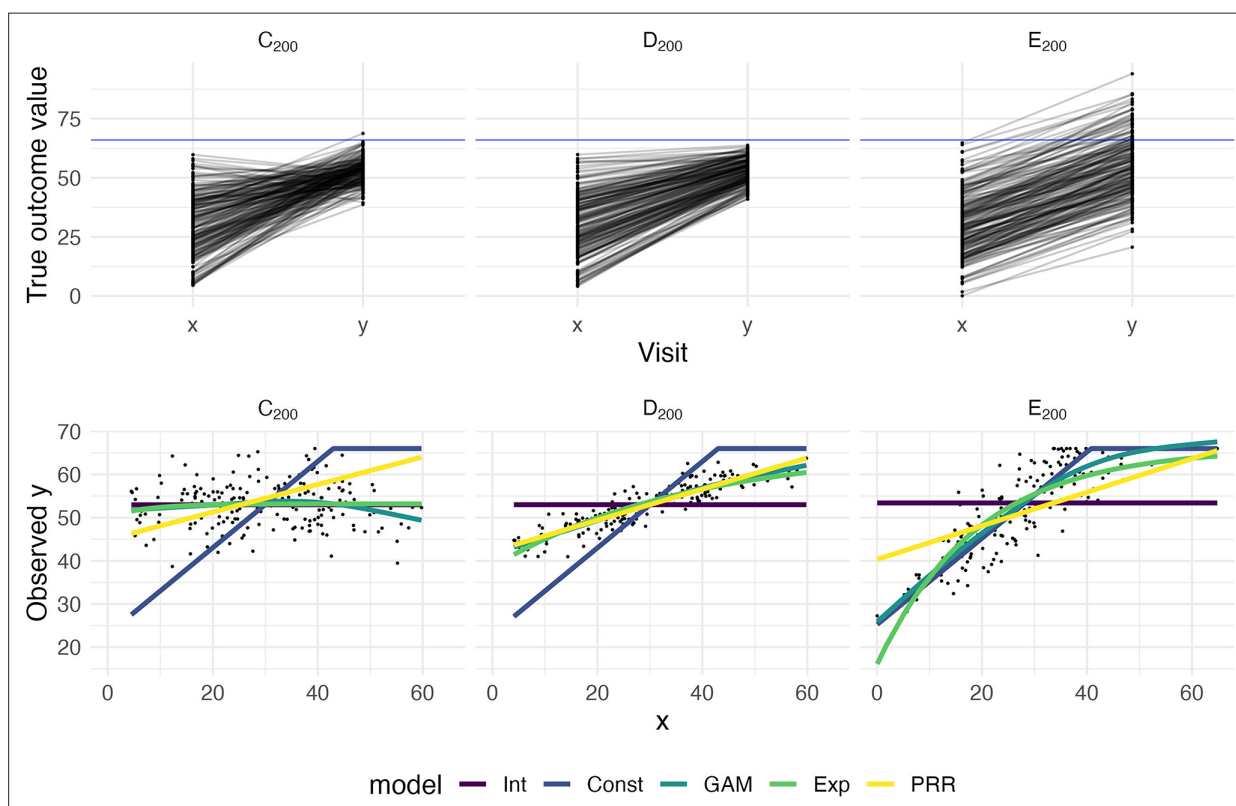 C200 D200 E200
True outcome value
75
50
25
0
x y x y x y
Visit
C200 D200 E200
Observed y
70
60
50
40
30
20
0 20 40 60 0 20 40 60 0 20 40 60
x
model Int Const GAM Exp PRR